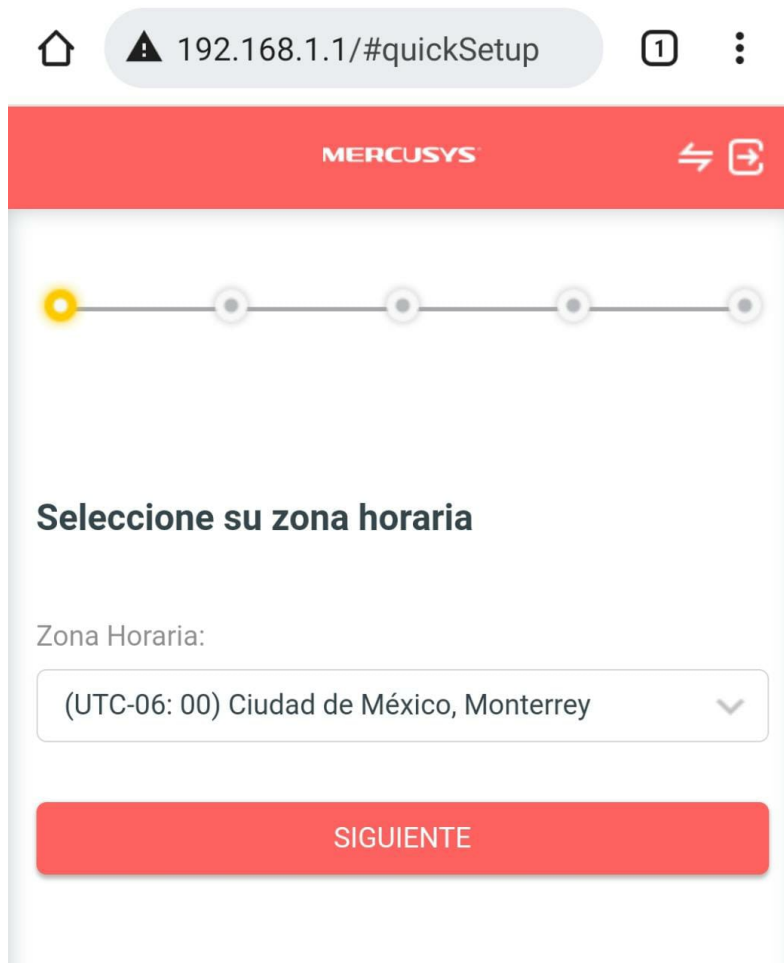 192.168.1.1/#quickSetup
1
MERCUSYS
Seleccione su zona horaria
Zona Horaria:
(UTC-06: 00) Ciudad de México, Monterrey
SIGUIENTE